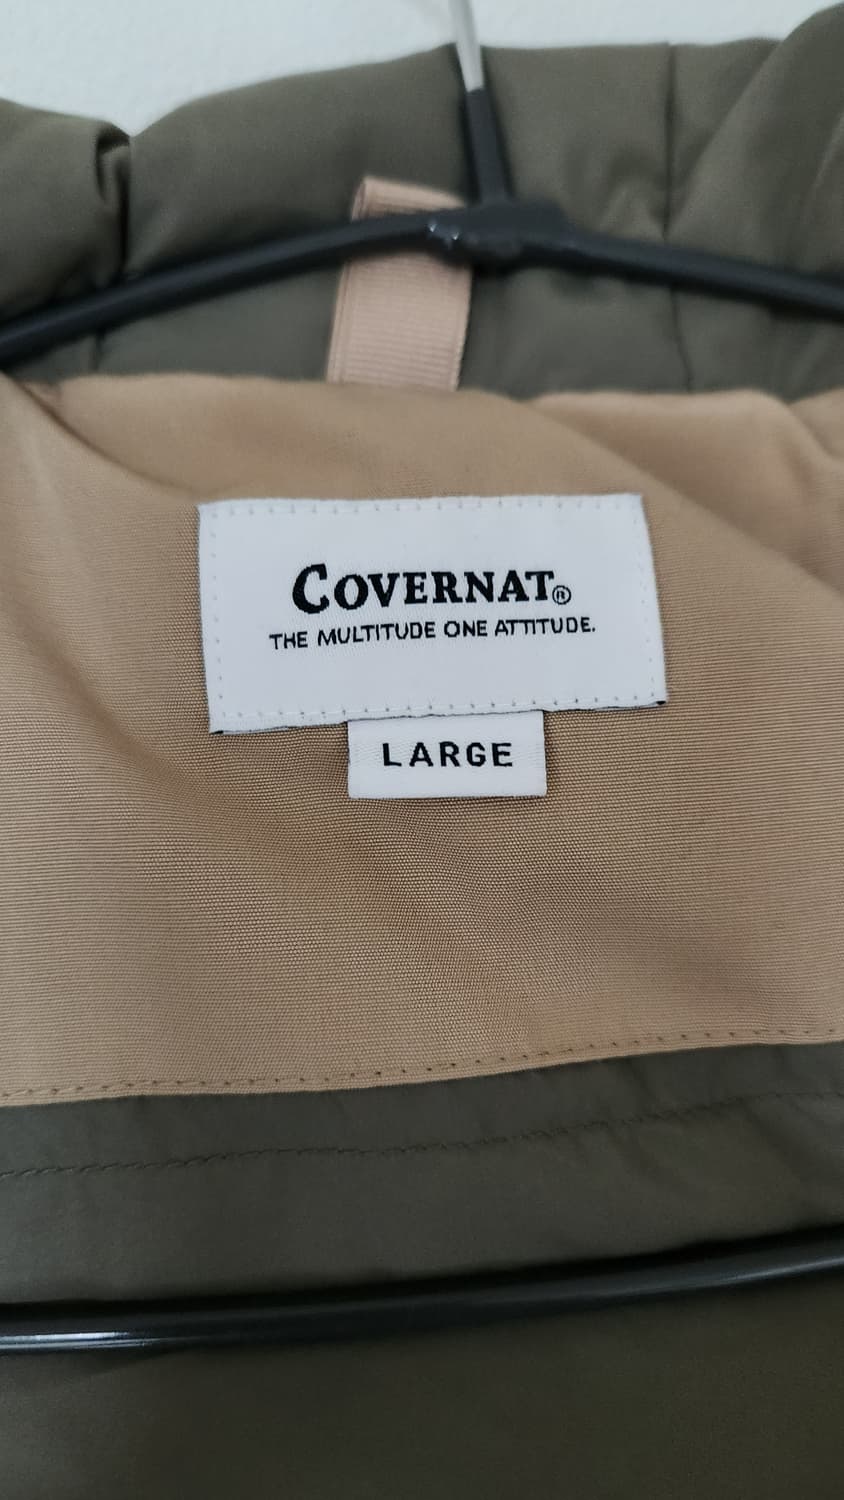 COVERNAT®
THE MULTITUDE ONE ATTITUDE.
LARGE